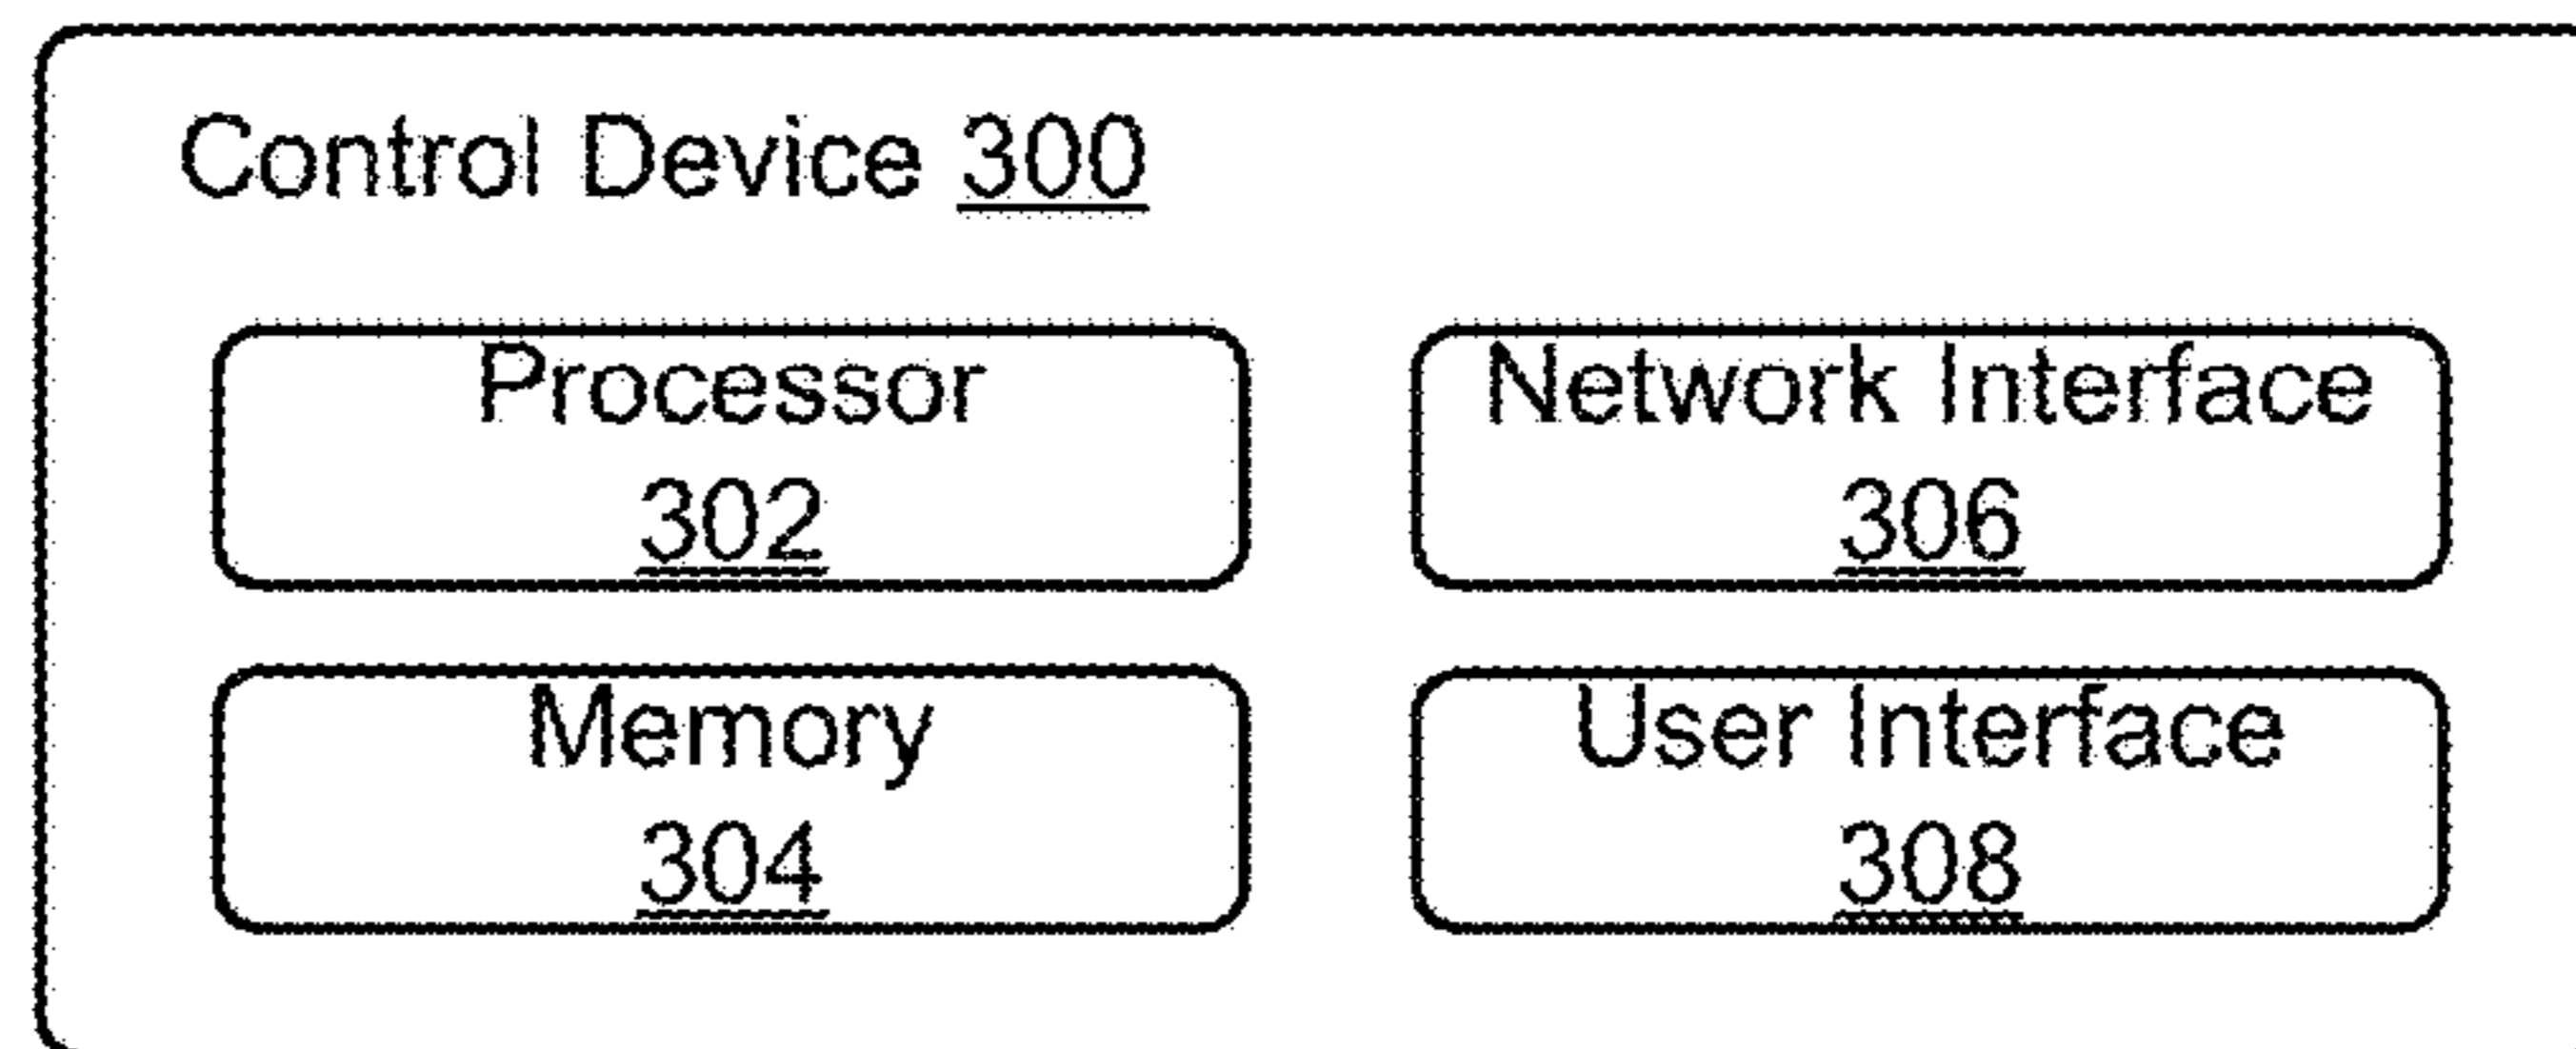 Control Device 300
Processor
302
Network Interface
306
Memory
304
User Interface
308